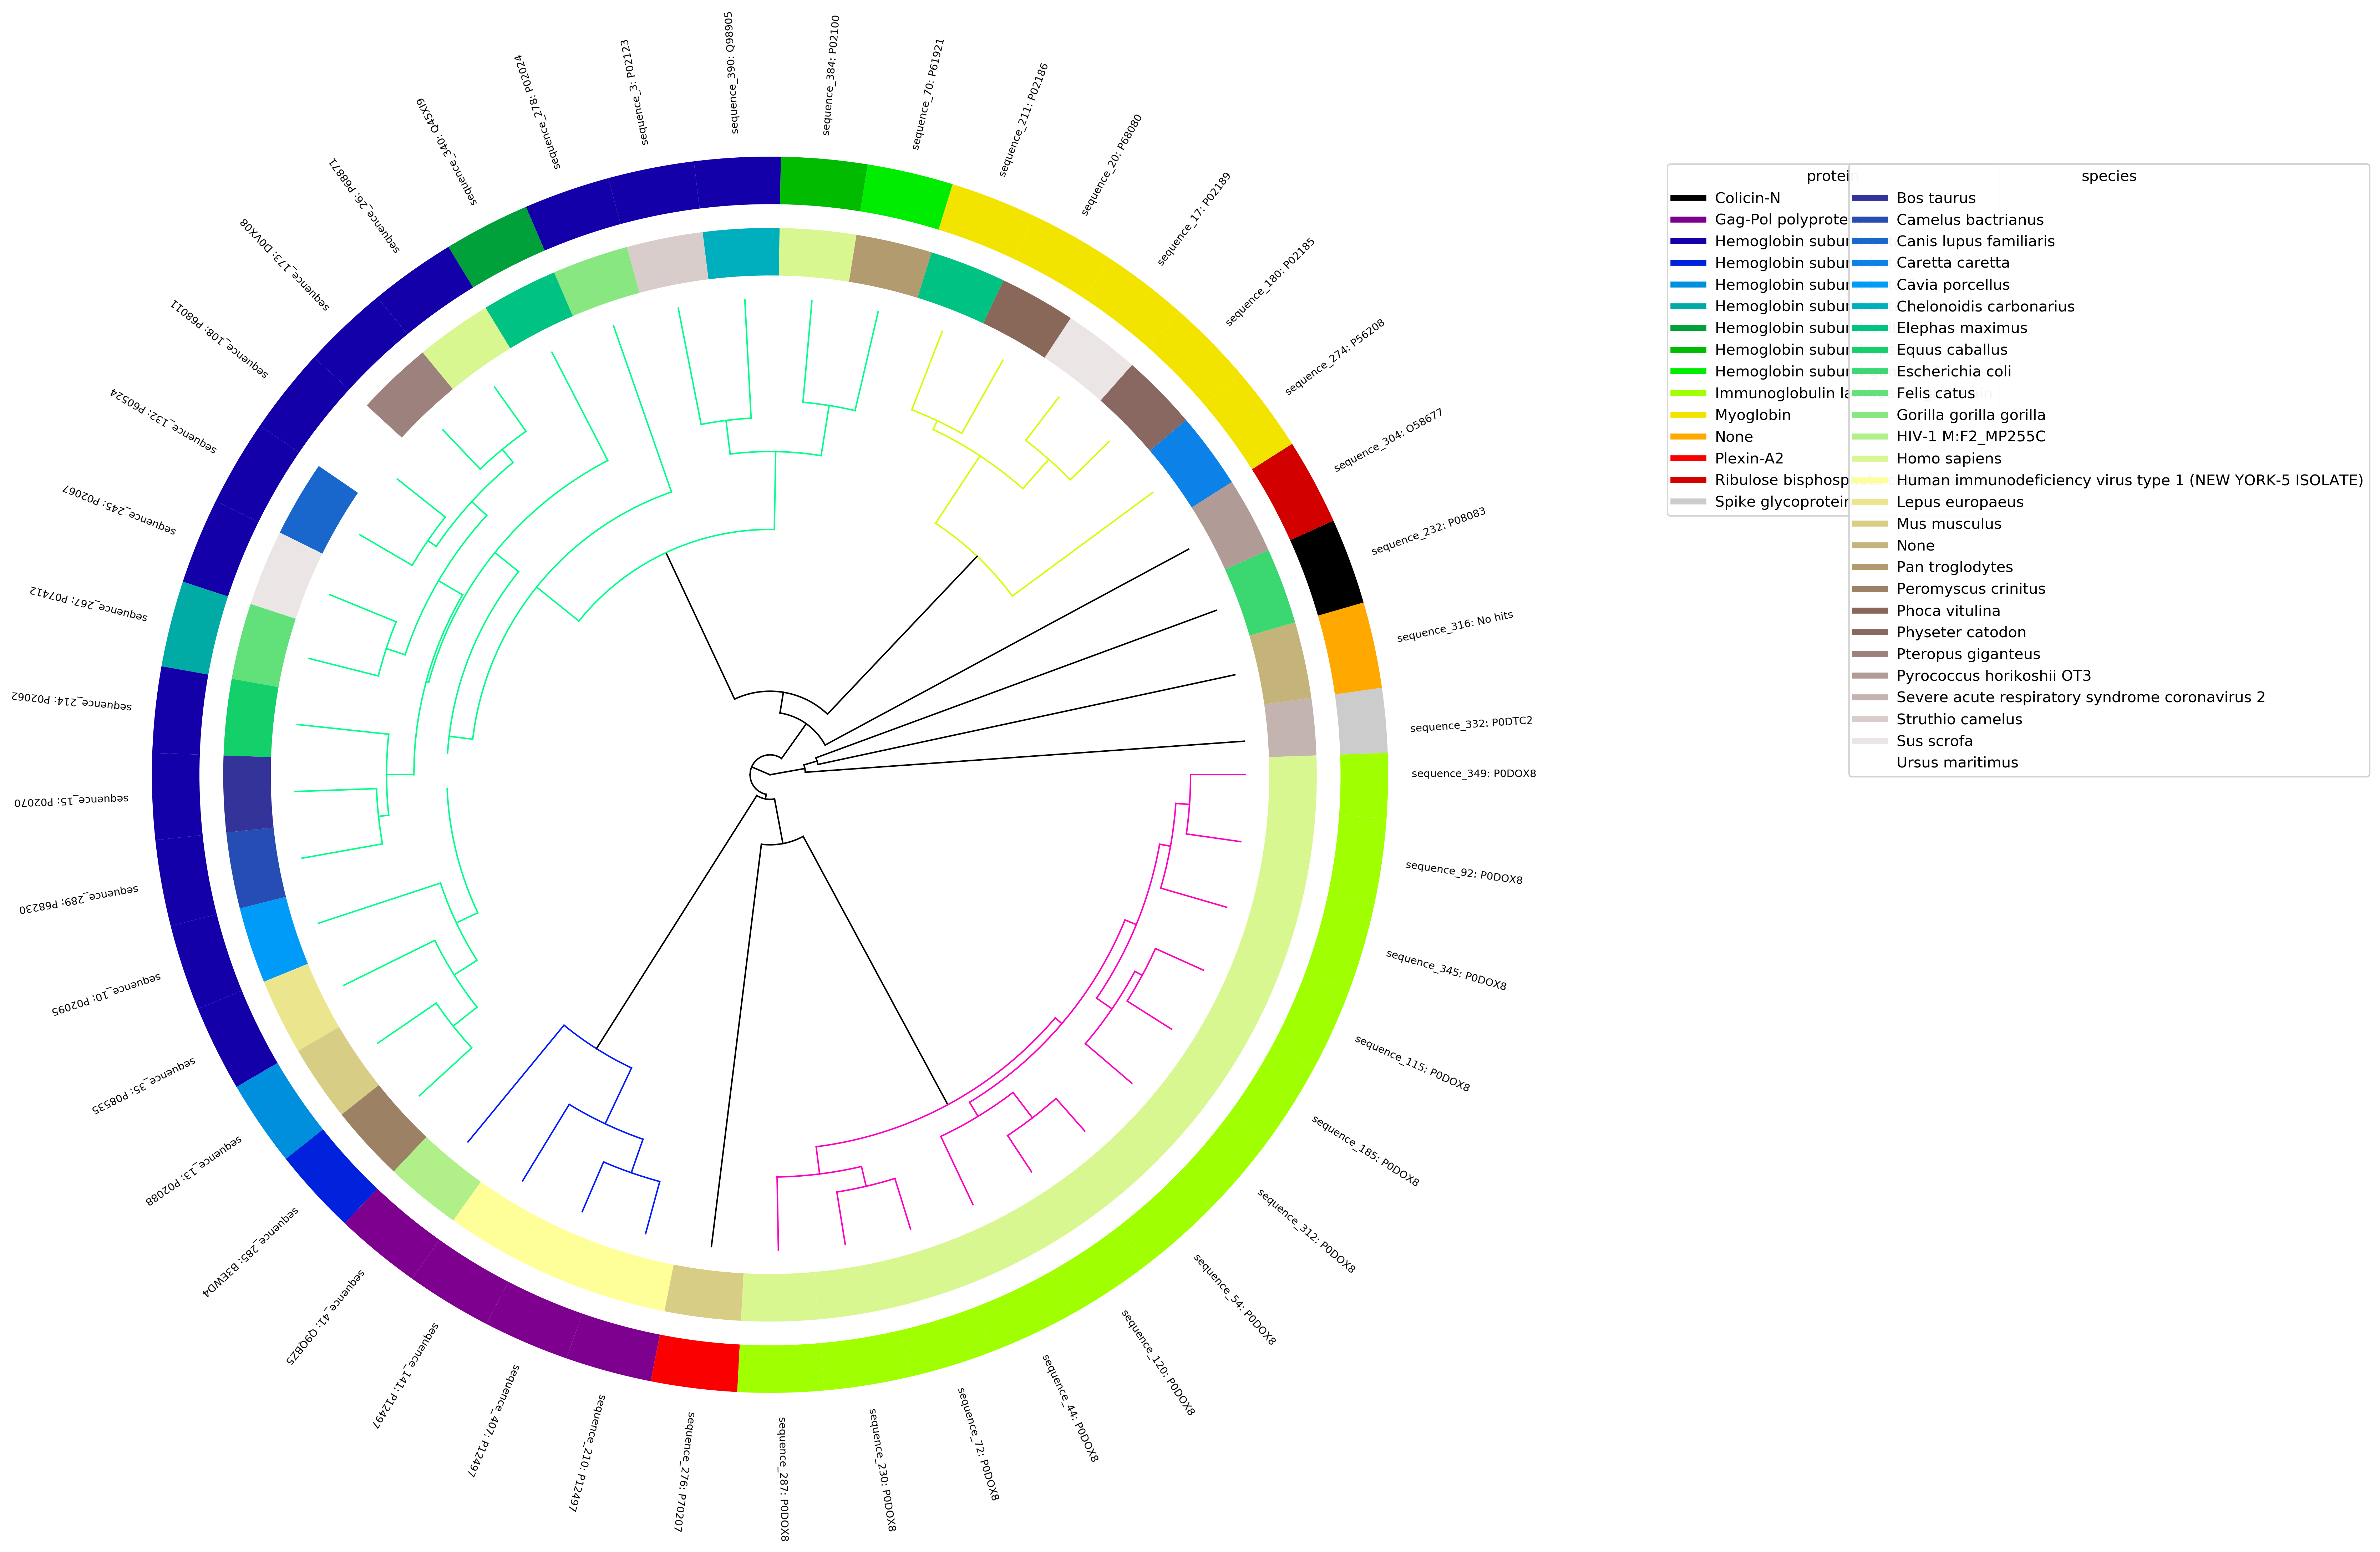 sequence_390: Q98905
sequence_384: P02100
sequence_70: P61921
sequence_211: P02186
sequence_20: P68080
sequence_17: P02189
sequence_180: P02185
sequence_274: P56208
sequence_304: O58677
sequence_232: P08083
sequence_316: No hits
sequence_332: P0DTC2
sequence_349: P0DOX8
sequence_92: P0DOX8
sequence_345: P0DOX8
sequence_115: P0DOX8
sequence_185: P0DOX8
sequence_312: P0DOX8
sequence_54: P0DOX8
sequence_120: P0DOX8
sequence_44: P0DOX8
sequence_72: P0DOX8
sequence_230: P0DOX8
sequence_287: P0DOX8
sequence_276: P70207
sequence_210: P12497
sequence_407: P12497
sequence_141: P12497
sequence_41: Q9QBZ5
sequence_285: B3EWD4
sequence_13: P02088
sequence_35: P08535
sequence_10: P02095
sequence_289: P68230
sequence_15: P02070
sequence_214: P02062
sequence_267: P07412
sequence_245: P02067
sequence_132: P60524
sequence_108: P68011
sequence_173: D0VX08
sequence_26: P68871
sequence_340: Q45XI9
sequence_278: P02024
sequence_3: P02123
protei
Colicin-N
Gag-Pol polyprote
Hemoglobin subur
Hemoglobin subur
Hemoglobin subur
Hemoglobin subur
Hemoglobin subur
Hemoglobin subur
Hemoglobin subur
Immunoglobulin la
Myoglobin
None
Plexin-A2
Ribulose bisphosp
Spike glycoprotein
species
Bos taurus
Camelus bactrianus
Canis lupus familiaris
Caretta caretta
Cavia porcellus
Chelonoidis carbonarius
Elephas maximus
Equus caballus
Escherichia coli
Felis catus
Gorilla gorilla gorilla
HIV-1 M:F2_MP255C
Homo sapiens
Human immunodeficiency virus type 1 (NEW YORK-5 ISOLATE)
Lepus europaeus
Mus musculus
None
Pan troglodytes
Peromyscus crinitus
Phoca vitulina
Physeter catodon
Pteropus giganteus
Pyrococcus horikoshii OT3
Severe acute respiratory syndrome coronavirus 2
Struthio camelus
Sus scrofa
Ursus maritimus